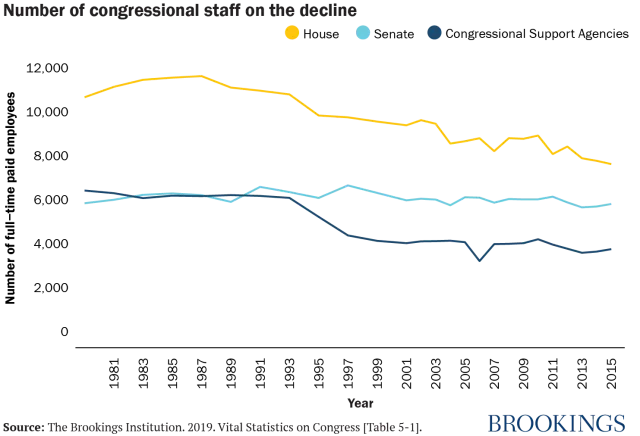 Number of congressional staff on the decline
House Senate Congressional Support Agencies
Number of full–time paid employees
12,000
10,000
8,000
6,000
4,000
2,000
0
1981 1983 1985 1987 1989 1991 1993 1995 1997 1999 2001 2003 2005 2007 2009 2011 2013 2015
Year
Source: The Brookings Institution. 2019. Vital Statistics on Congress [Table 5-1].
BROOKINGS